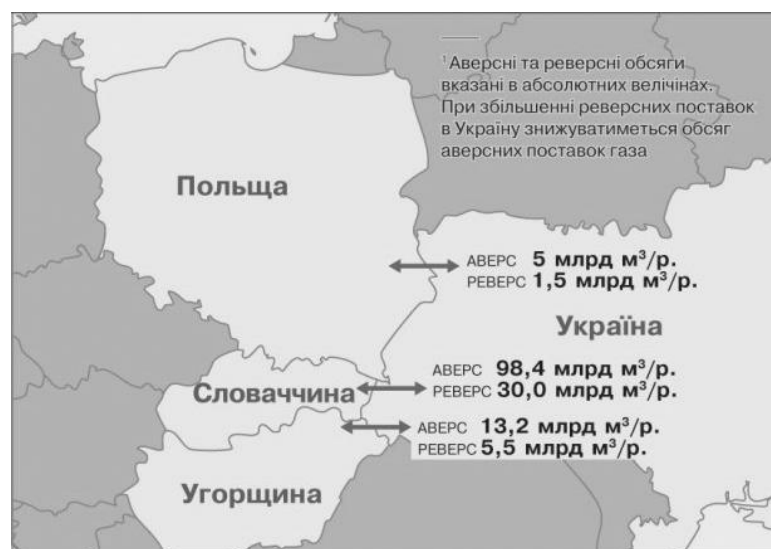 ¹Аверсні та реверсні обсяги
вказані в абсолютних велічінах.
При збільшенні реверсних поставок
в Україну знижуватиметься обсяг
аверсних поставок газа
Польща
АВЕРС 5 млрд м³/р.
РЕВЕРС 1,5 млрд м³/р.
Україна
АВЕРС 98,4 млрд м³/р.
Словаччина
РЕВЕРС 30,0 млрд м³/р.
АВЕРС 13,2 млрд м³/р.
РЕВЕРС 5,5 млрд м³/р.
Угорщина